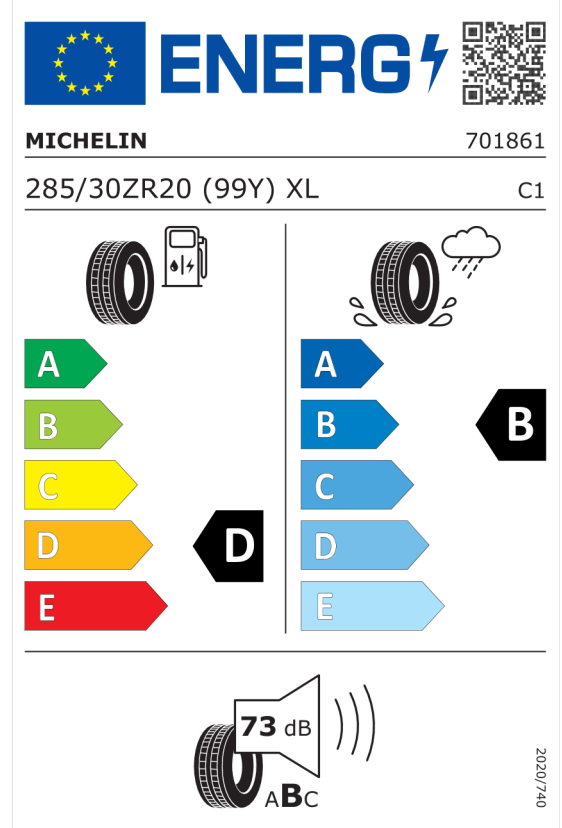 ENERG
MICHELIN 701861
285/30ZR20 (99Y) XL C1
A A
B B B
C C
D D D
E E
73 dB
ABC
2020/740